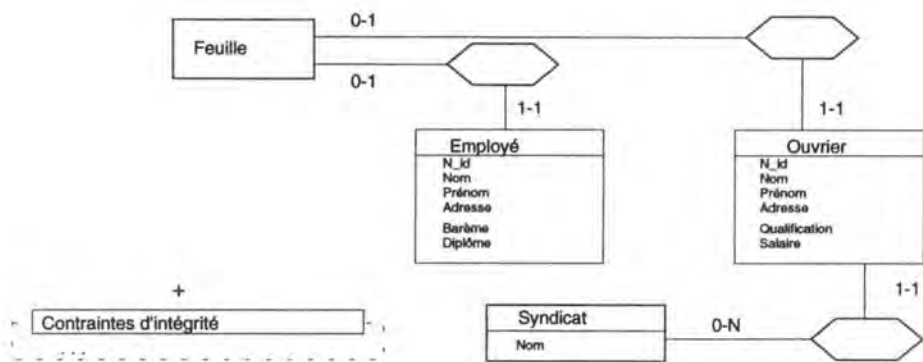 0-1
Feuille
0-1
1-1
1-1
Employé
N_id
Nom
Prénom
Adresse
Barème
Diplôme
Ouvrier
N_id
Nom
Prénom
Adresse
Qualification
Salaire
+
Contraintes d'intégrité
...
1-1
Syndicat
Nom
0-N